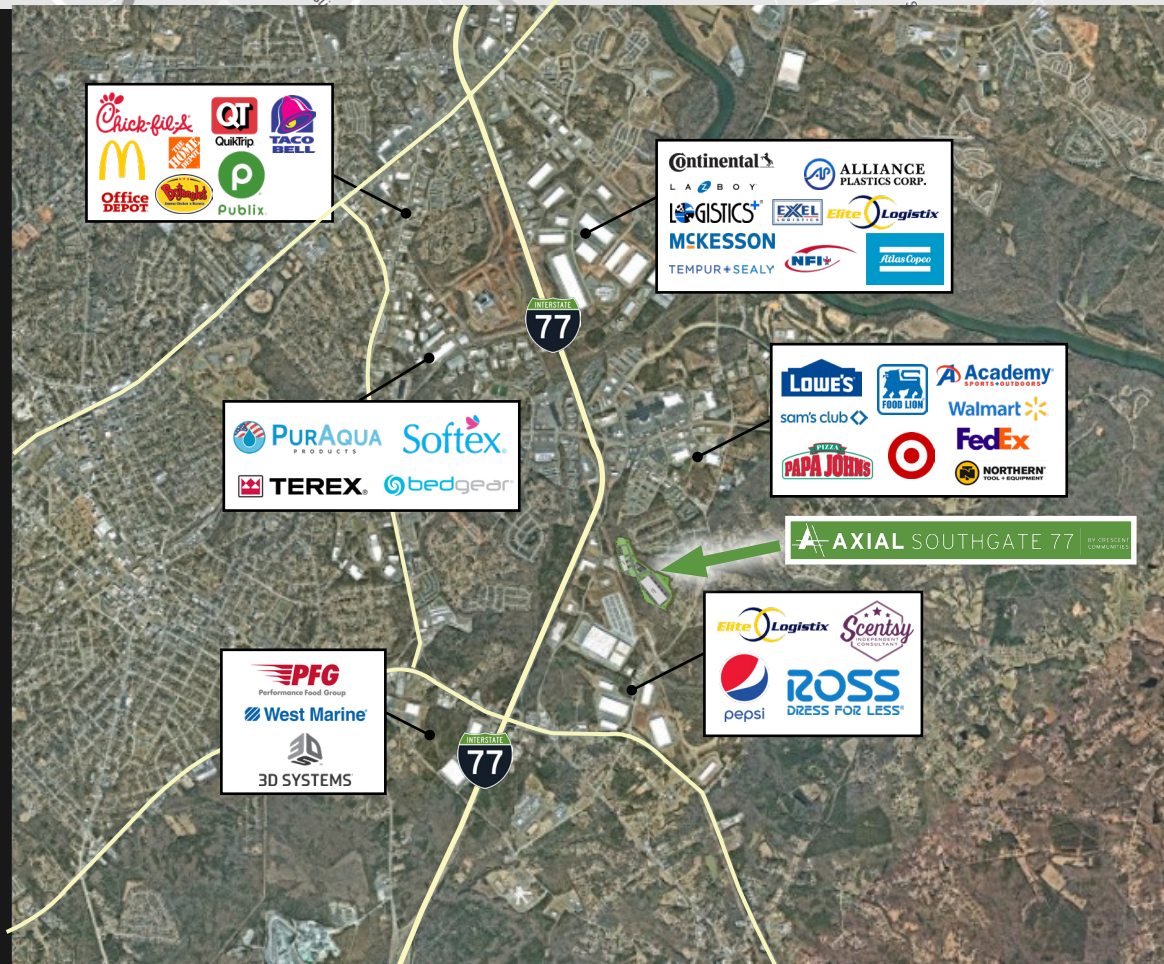 Chick-fil-A
QT
QuikTrip
TACO
BELL
THE
HOME
DEPOT
Office
DEPOT
Bojangles'
Publix
Continental
ALLIANCE
PLASTICS CORP.
LA Z BOY
LOGISTICS+
EXEL
LOGISTICS
Elite Logistix
McKESSON
TEMPUR+SEALY
NFI
Atlas Copco
INTERSTATE
77
LOWE'S
FOOD LION
Academy
SPORTS+OUTDOORS
sam's club
Walmart
PIZZA
PAPA JOHNS
FedEx
NORTHERN
TOOL + EQUIPMENT
PURAQUA
PRODUCTS
Softex
TEREX
bedgear
AXIAL SOUTHGATE 77
BY CRESCENT
COMMUNITIES
Elite Logistix
Scentsy
INDEPENDENT
CONSULTANT
pepsi
ROSS
DRESS FOR LESS
PFG
Performance Food Group
West Marine
3D SYSTEMS
INTERSTATE
77